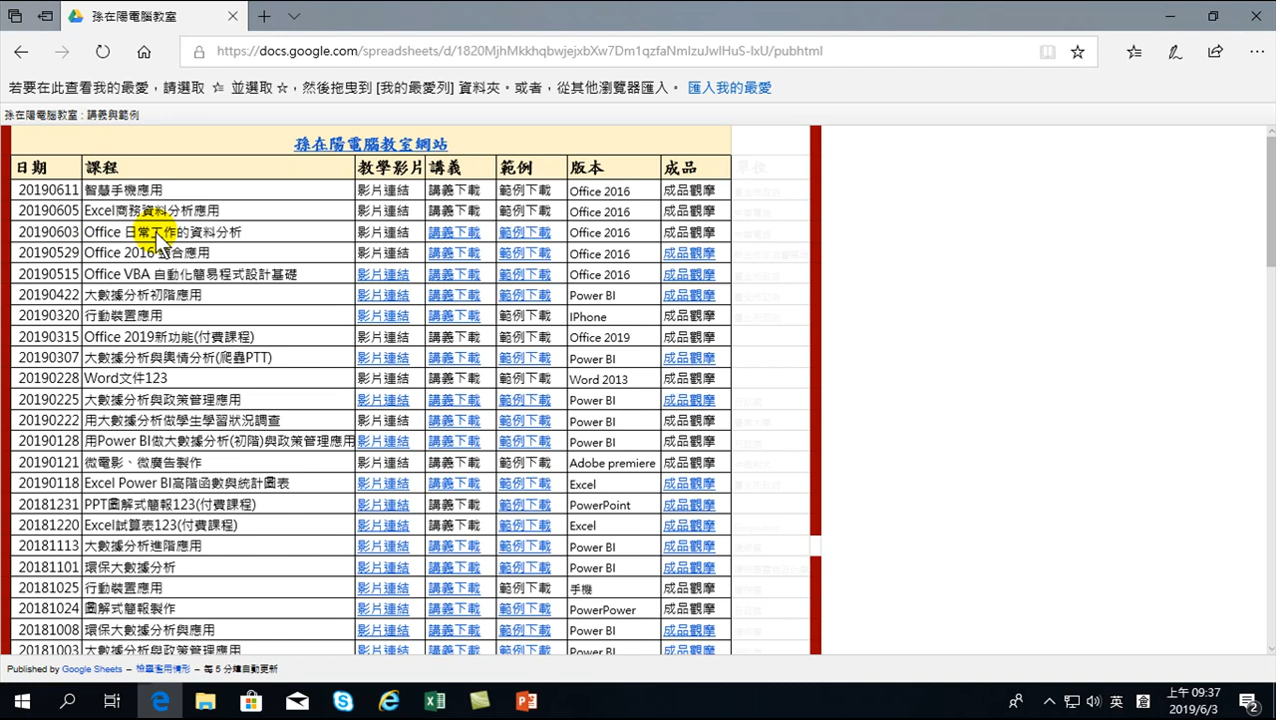 孫在陽電腦教室
https://docs.google.com/spreadsheets/d/1820MjhMkkhqbwjejxbXw7Dm1qzfaNmIzuJwlHuS-IxU/pubhtml
若要在此查看我的最愛，請選取 並選取 ，然後拖曳到 [我的最愛列] 資料夾。或者，從其他瀏覽器匯入。 匯入我的最愛
孫在陽電腦教室 : 講義與範例
孫在陽電腦教室網站
日期 課程 教學影片 講義 範例 版本 成品 單位
20190611 智慧手機應用 影片連結 講義下載 範例下載 Office 2016 成品觀摩
20190605 Excel商務資料分析應用 影片連結 講義下載 範例下載 Office 2016 成品觀摩
20190603 Office 日常工作的資料分析 影片連結 講義下載 範例下載 Office 2016 成品觀摩
20190529 Office 2016 合應用 影片連結 講義下載 範例下載 Office 2016 成品觀摩
20190515 Office VBA 自動化簡易程式設計基礎 影片連結 講義下載 範例下載 Office 2016 成品觀摩
20190422 大數據分析初階應用 影片連結 講義下載 範例下載 Power BI 成品觀摩
20190320 行動裝置應用 影片連結 講義下載 範例下載 IPhone 成品觀摩
20190315 Office 2019新功能(付費課程) 影片連結 講義下載 範例下載 Office 2019 成品觀摩
20190307 大數據分析與輿情分析(爬蟲PTT) 影片連結 講義下載 範例下載 Power BI 成品觀摩
20190228 Word文件123 影片連結 講義下載 範例下載 Word 2013 成品觀摩
20190225 大數據分析與政策管理應用 影片連結 講義下載 範例下載 Power BI 成品觀摩
20190222 用大數據分析做學生學習狀況調查 影片連結 講義下載 範例下載 Power BI 成品觀摩
20190128 用Power BI做大數據分析(初階)與政策管理應用 影片連結 講義下載 範例下載 Power BI 成品觀摩
20190121 微電影、微廣告製作 影片連結 講義下載 範例下載 Adobe premiere 成品觀摩
20190118 Excel Power BI高階函數與統計圖表 影片連結 講義下載 範例下載 Excel 成品觀摩
20181231 PPT圖解式簡報123(付費課程) 影片連結 講義下載 範例下載 PowerPoint 成品觀摩
20181220 Excel試算表123(付費課程) 影片連結 講義下載 範例下載 Excel 成品觀摩
20181113 大數據分析進階應用 影片連結 講義下載 範例下載 Power BI 成品觀摩
20181101 環保大數據分析 影片連結 講義下載 範例下載 Power BI 成品觀摩
20181025 行動裝置應用 影片連結 講義下載 範例下載 手機 成品觀摩
20181024 圖解式簡報製作 影片連結 講義下載 範例下載 PowerPower 成品觀摩
20181008 環保大數據分析與應用 影片連結 講義下載 範例下載 Power BI 成品觀摩
20181003 大數據分析與政策管理應用 影片連結 講義下載 範例下載 Power BI 成品觀摩
Published by Google Sheets – 檢舉濫用情形 – 每 5 分鐘自動更新
英 上午 09:37
2019/6/3 2